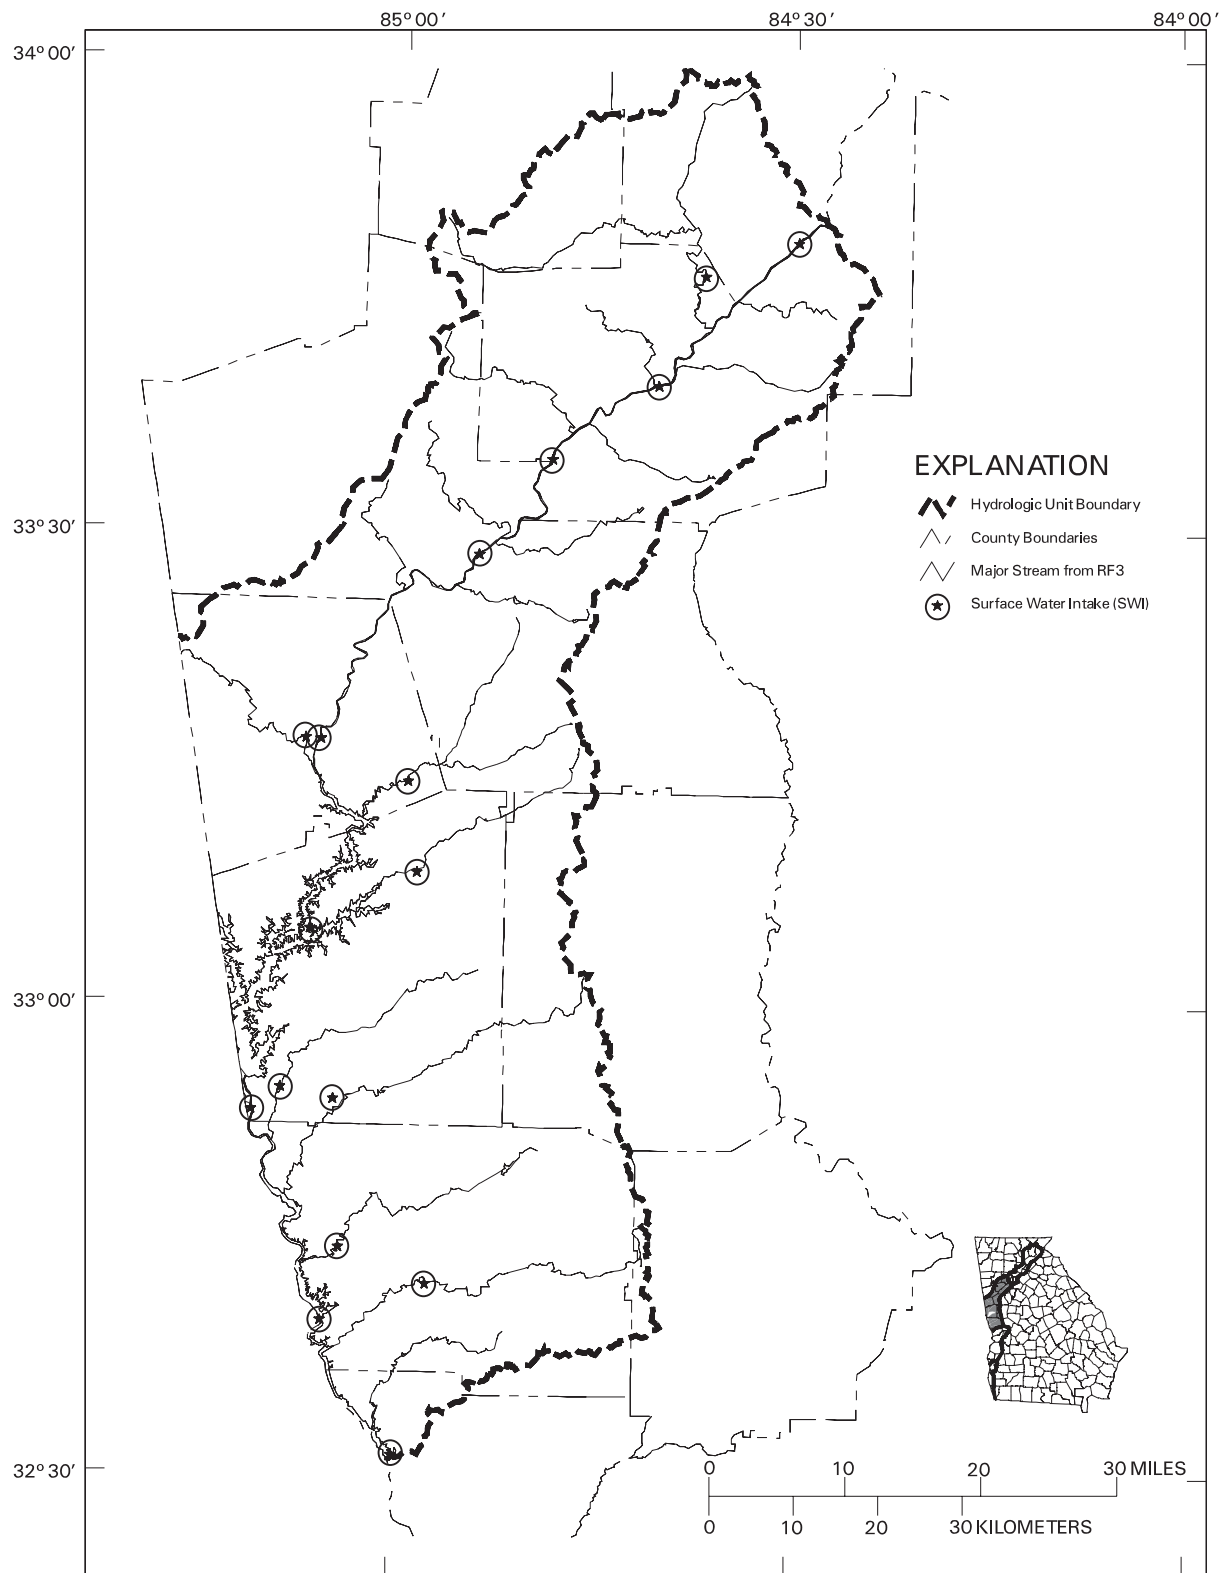 85°00’ 84°30’ 84°00’
34°00’
EXPLANATION
Hydrologic Unit Boundary
33°30’
County Boundaries
Major Stream from RF3
Surface Water Intake (SWI)
33°00’
32°30’
0 10 20 30 MILES
0 10 20 30 KILOMETERS